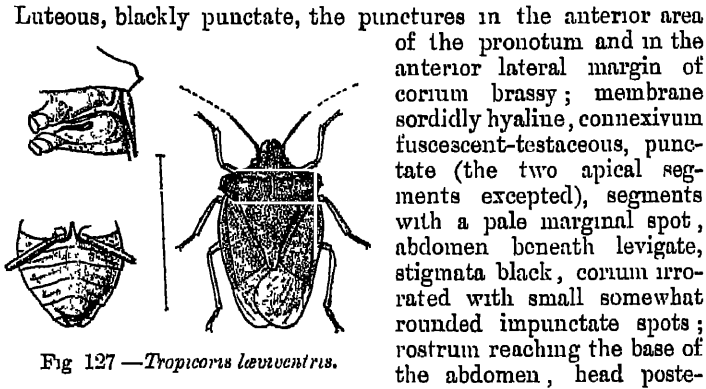 Luteous, blackly punctate, the punctures in the anterior area
of the pronotum and in the
anterior lateral margin of
corium brassy; membrane
sordidly hyaline, connexivum
fuscescent-testaceous, punc-
tate (the two apical seg-
ments excepted), segments
with a pale marginal spot,
abdomen beneath levigate,
stigmata black, corium irro-
rated with small somewhat
rounded impunctate spots;
rostrum reaching the base of
the abdomen, head poste-
Fig 127 —Tropicoris læviventris.